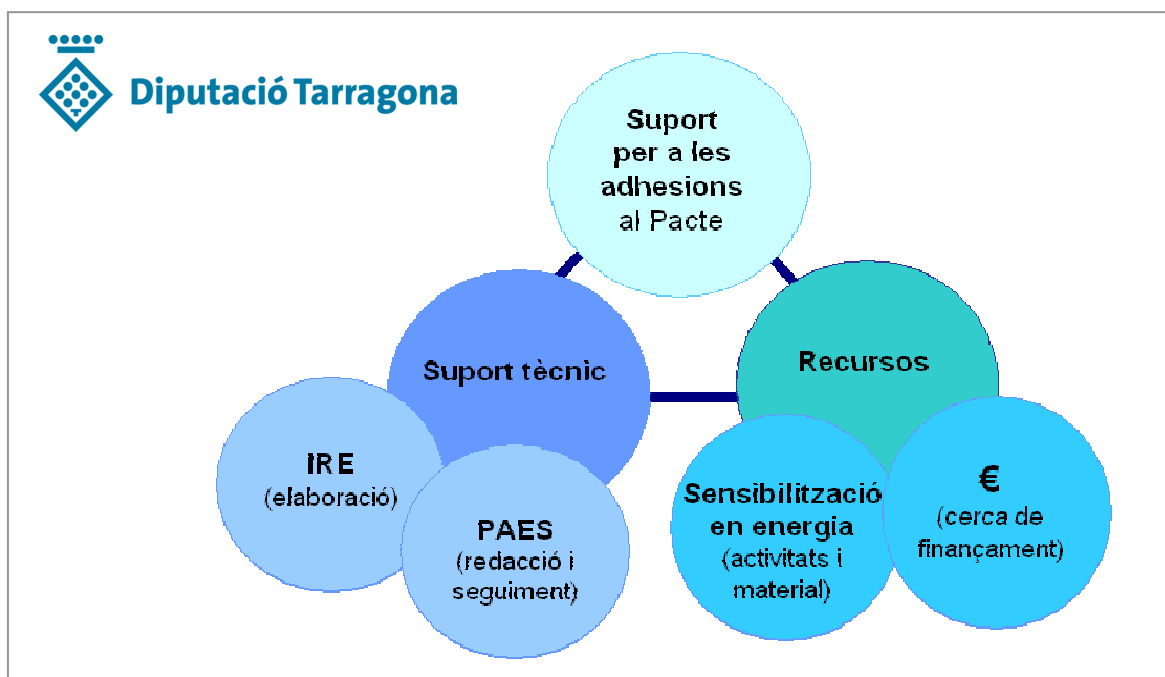 Diputació Tarragona
Suport
per a les
adhesions
al Pacte
Suport tècnic
Recursos
IRE
(elaboració)
PAES
(redacció i
seguiment)
Sensibilització
en energia
(activitats i
material)
€
(cerca de
finançament)